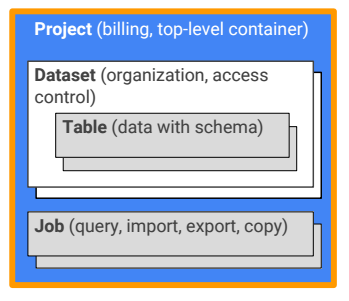 Project (billing, top-level container)
Dataset (organization, access
control)
Table (data with schema)
Job (query, import, export, copy)